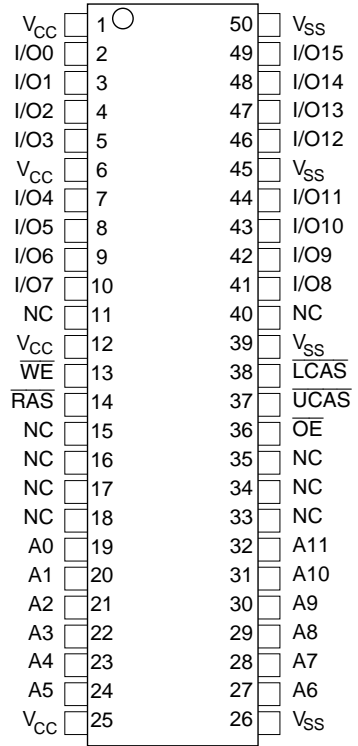 VCC 1 50 VSS
I/O0 2 49 I/O15
I/O1 3 48 I/O14
I/O2 4 47 I/O13
I/O3 5 46 I/O12
VCC 6 45 VSS
I/O4 7 44 I/O11
I/O5 8 43 I/O10
I/O6 9 42 I/O9
I/O7 10 41 I/O8
NC 11 40 NC
VCC 12 39 VSS
W̅E̅ 13 38 L̅C̅A̅S̅
R̅A̅S̅ 14 37 U̅C̅A̅S̅
NC 15 36 O̅E̅
NC 16 35 NC
NC 17 34 NC
NC 18 33 NC
A0 19 32 A11
A1 20 31 A10
A2 21 30 A9
A3 22 29 A8
A4 23 28 A7
A5 24 27 A6
VCC 25 26 VSS